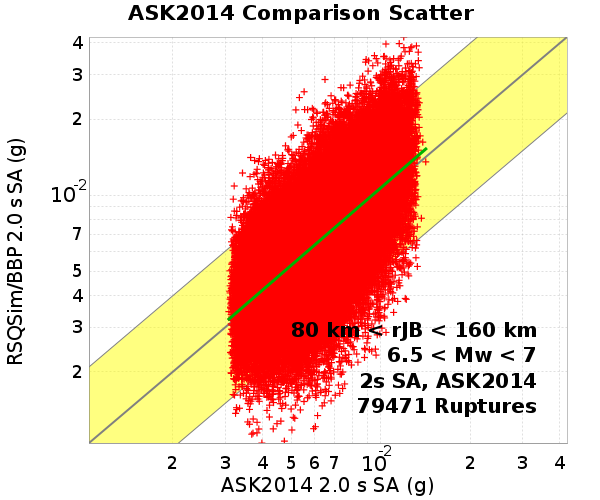 ASK2014 Comparison Scatter
RSQSim/BBP 2.0 s SA (g)
4
3
2
10-2
7
5
4
3
2
80 km < rJB < 160 km
6.5 < Mw < 7
2s SA, ASK2014
79471 Ruptures
2 3 4 5 6 7 10-2 2 3 4
ASK2014 2.0 s SA (g)